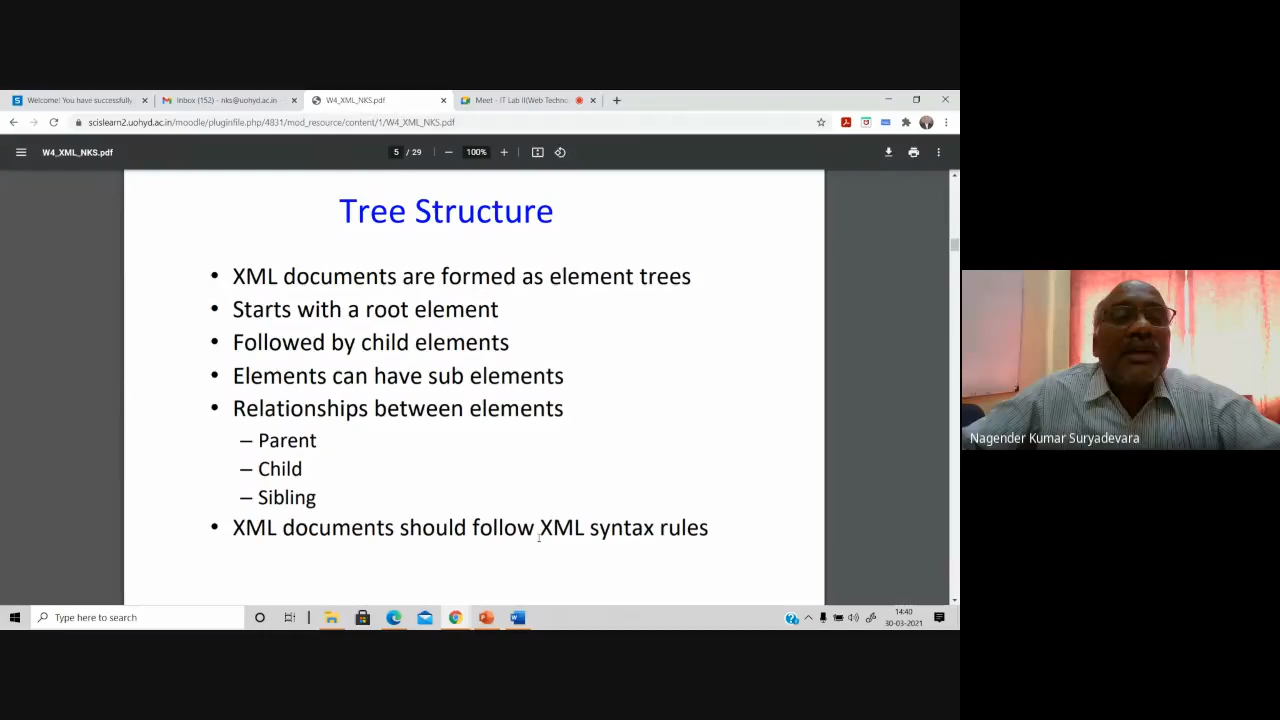 Welcome! You have successfully
Inbox (152) - nks@uohyd.ac.in -
W4_XML_NKS.pdf
Meet - IT Lab II(Web Techno
scislearn2.uohyd.ac.in/moodle/pluginfile.php/4831/mod_resource/content/1/W4_XML_NKS.pdf
W4_XML_NKS.pdf
5 / 29
100%
Tree Structure
• XML documents are formed as element trees
• Starts with a root element
• Followed by child elements
• Elements can have sub elements
• Relationships between elements
– Parent
– Child
– Sibling
• XML documents should follow XML syntax rules
Nagender Kumar Suryadevara
Type here to search
14:40
30-03-2021